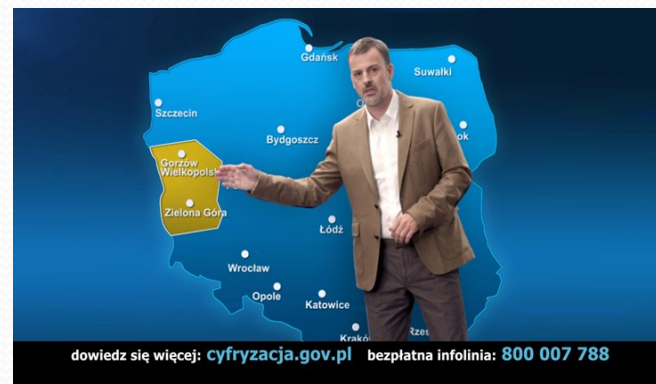 Gdańsk
Suwałki
Szczecin
Bydgoszcz
Gorzów
Wielkopolsk
Zielona Góra
Łódź
Wrocław
Opole
Katowice
dowiedz się więcej: cyfryzacja.gov.pl bezpłatna infolinia: 800 007 788